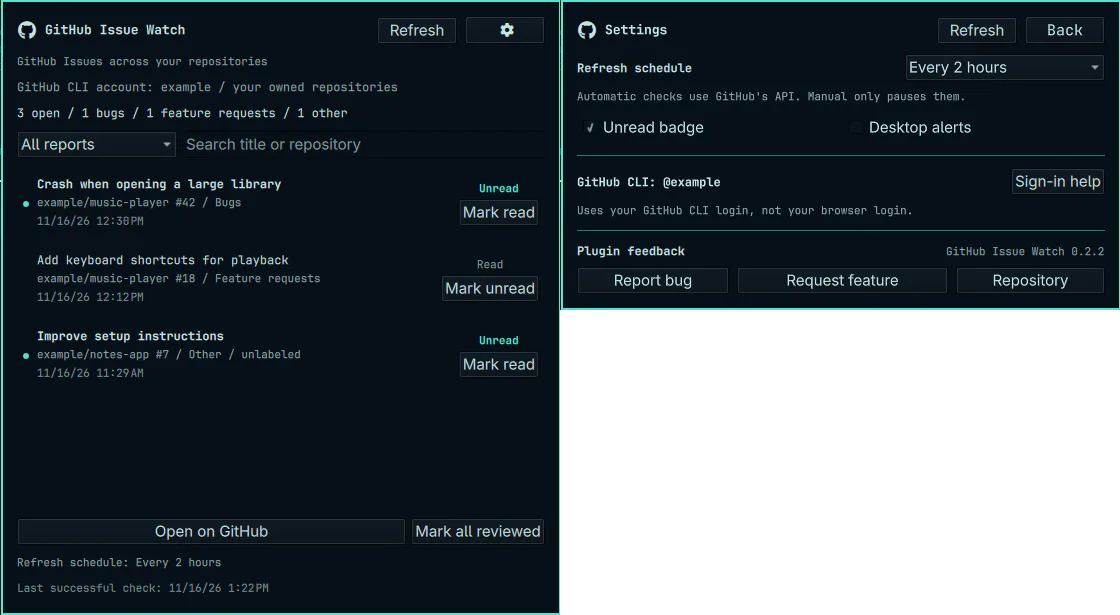 GitHub Issue Watch
Refresh
GitHub Issues across your repositories
GitHub CLI account: example / your owned repositories
3 open / 1 bugs / 1 feature requests / 1 other
All reports
Search title or repository
Crash when opening a large library
Unread
example/music-player #42 / Bugs
Mark read
11/16/26 12:30PM
Add keyboard shortcuts for playback
Read
example/music-player #18 / Feature requests
Mark unread
11/16/26 12:12PM
Improve setup instructions
Unread
example/notes-app #7 / Other / unlabeled
Mark read
11/16/26 11:29AM
Open on GitHub
Mark all reviewed
Refresh schedule: Every 2 hours
Last successful check: 11/16/26 1:22PM
Settings
Refresh
Back
Refresh schedule
Every 2 hours
Automatic checks use GitHub's API. Manual only pauses them.
Unread badge
Desktop alerts
GitHub CLI: @example
Sign-in help
Uses your GitHub CLI login, not your browser login.
Plugin feedback
GitHub Issue Watch 0.2.2
Report bug
Request feature
Repository